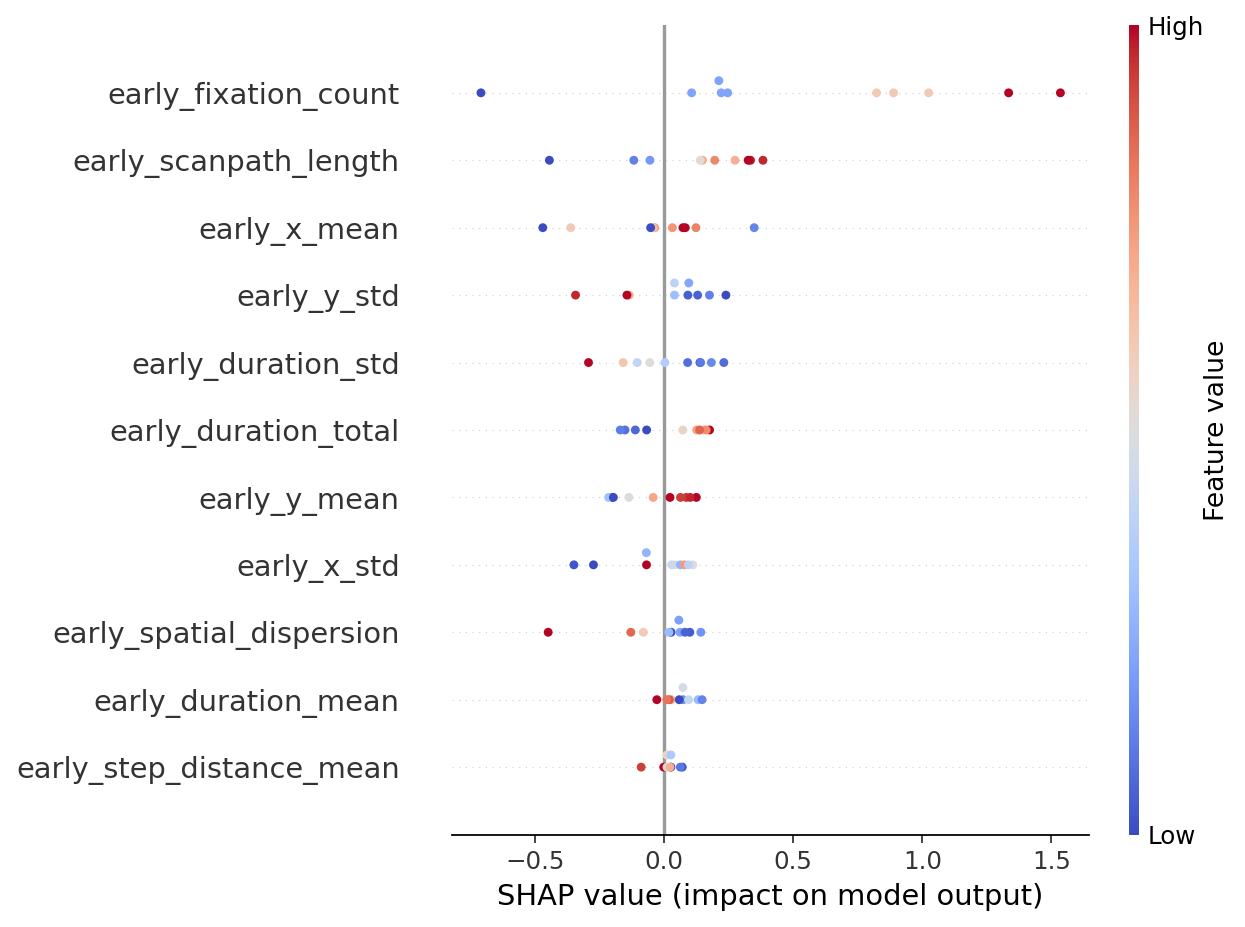 High
early_fixation_count
early_scanpath_length
early_x_mean
early_y_std
early_duration_std
early_duration_total
early_y_mean
early_x_std
early_spatial_dispersion
early_duration_mean
early_step_distance_mean
Feature value
Low
−0.5 0.0 0.5 1.0 1.5
SHAP value (impact on model output)